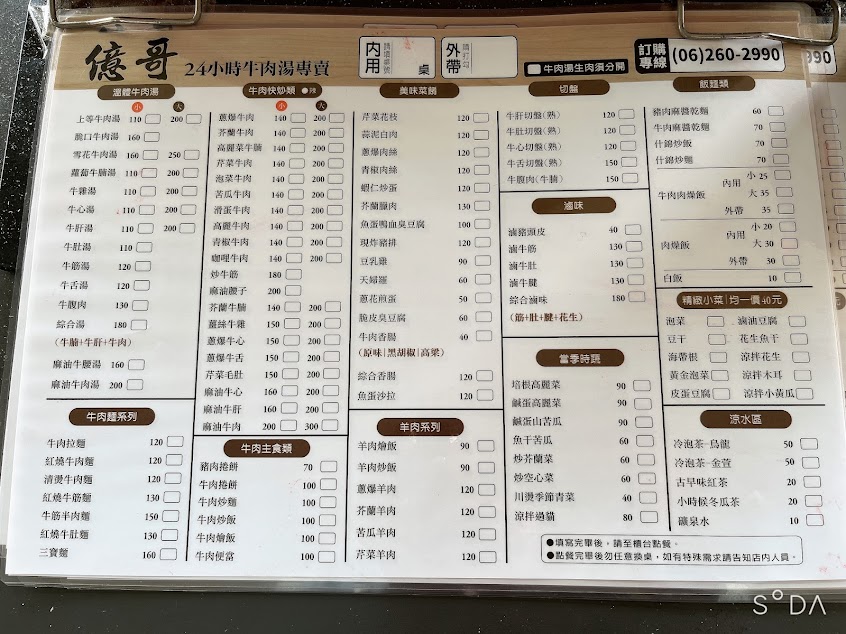 億哥 24小時牛肉湯專賣
內用 請填桌號 桌
外帶 請打勾
牛肉湯生肉須分開
訂購專線 (06)260-2990
990
溫體牛肉湯
小 大
上等牛肉湯 110 200
脆口牛肉湯 160
雪花牛肉湯 160 250
蘿蔔牛腩湯 110 200
牛雜湯 110 200
牛心湯 110 200
牛肝湯 110 200
牛肚湯 110
牛筋湯 120
牛舌湯 120
牛腹肉 130
綜合湯 180
(牛腩+牛肝+牛肉)
麻油牛腰湯 160
麻油牛肉湯 200
牛肉麵系列
牛肉拉麵 120
紅燒牛肉麵 120
清燙牛肉麵 120
紅燒牛筋麵 130
牛筋半肉麵 150
紅燒牛肚麵 130
三寶麵 160
牛肉快炒類 ●辣
小 大
蔥爆牛肉 140 200
芥蘭牛肉 140 200
高麗菜牛腩 140 200
芹菜牛肉 140 200
泡菜牛肉 140 200
苦瓜牛肉 140 200
滑蛋牛肉 140 200
高麗牛肉 140 200
青椒牛肉 140 200
咖哩牛肉 140 200
炒牛筋 180
麻油腰子 200
芥蘭牛腩 140 200
薑絲牛雜 150 200
蔥爆牛心 150 200
蔥爆牛舌 150 200
芹菜毛肚 150 200
麻油牛心 160 200
麻油牛肝 160 200
麻油牛肉 200 300
牛肉主食類
豬肉捲餅 70
牛肉捲餅 100
牛肉炒麵 100
牛肉炒飯 100
牛肉燴飯 100
牛肉便當 100
美味菜餚
芹菜花枝 120
蒜泥白肉 120
蔥爆肉絲 120
青椒肉絲 120
蝦仁炒蛋 120
芥蘭臘肉 130
魚蛋鴨血臭豆腐 100
現炸豬排 120
豆乳雞 90
天婦羅 60
蔥花煎蛋 50
脆皮臭豆腐 60
牛肉香腸 40
(原味|黑胡椒|高粱)
綜合香腸 120
魚蛋沙拉 120
羊肉系列
羊肉燴飯 90
羊肉炒飯 90
蔥爆羊肉 120
芥蘭羊肉 120
苦瓜羊肉 120
芹菜羊肉 120
切盤
牛肝切盤(熟) 120
牛肚切盤(熟) 120
牛心切盤(熟) 120
牛舌切盤(熟) 150
牛腹肉(牛腩) 150
滷味
滷豬頭皮 40
滷牛筋 130
滷牛肚 130
滷牛腱 130
綜合滷味 180
(筋+肚+腱+花生)
當季時蔬
培根高麗菜 90
鹹蛋高麗菜 90
鹹蛋山苦瓜 90
魚干苦瓜 60
炒芥蘭菜 60
炒空心菜 60
川燙季節青菜 40
涼拌過貓 80
飯麵類
豬肉麻醬乾麵 60
牛肉麻醬乾麵 70
什錦炒飯 70
什錦炒麵 70
牛肉肉燥飯 內用 小 25
大 35
外帶 35
肉燥飯 內用 小 20
大 30
外帶 30
白飯 10
精緻小菜|均一價40元
泡菜 滷油豆腐
豆干 花生魚干
海帶根 涼拌花生
黃金泡菜 涼拌木耳
皮蛋豆腐 涼拌小黃瓜
涼水區
冷泡茶-烏龍 50
冷泡茶-金萱 50
古早味紅茶 20
小時候冬瓜茶 20
礦泉水 10
●填寫完畢後,請至櫃台點餐。
●點餐完畢後勿任意換桌,如有特殊需求請告知店內人員。
SODA